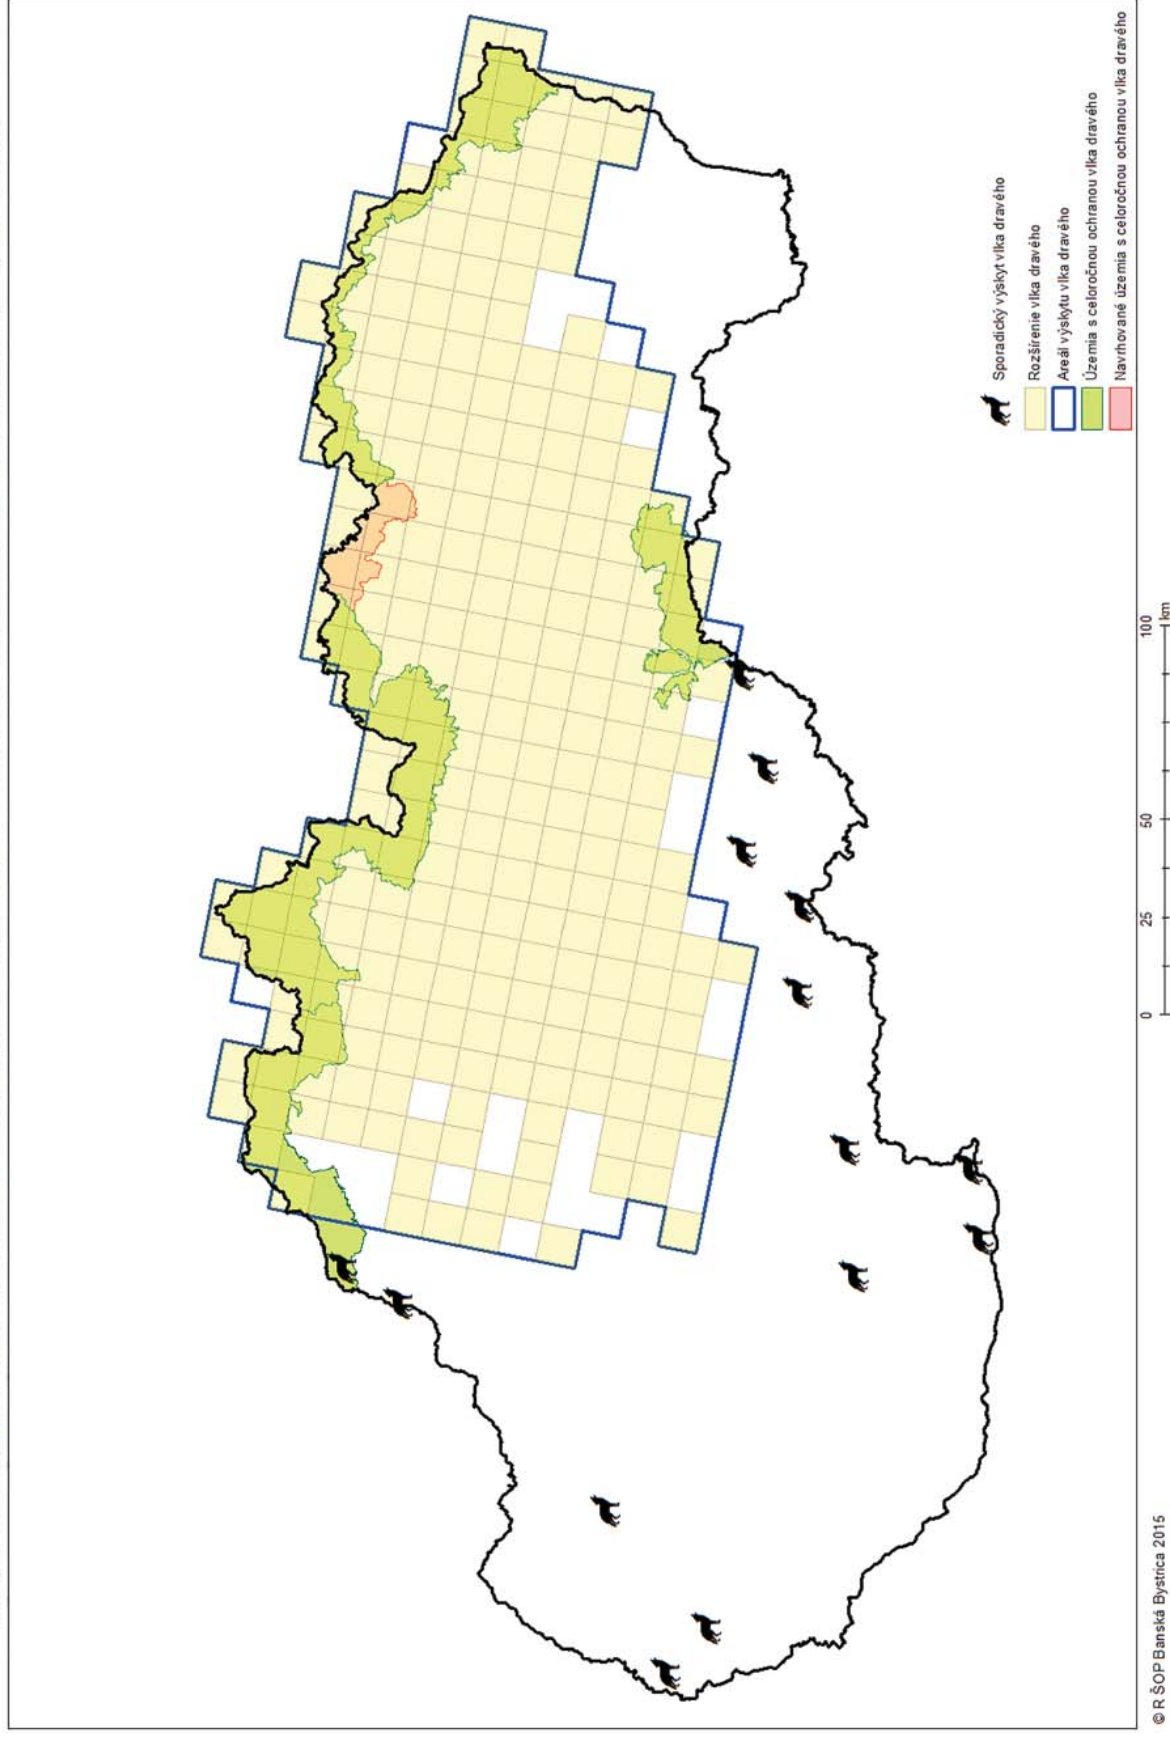 Sporadický výskyt vlka dravého
Rozšírenie vlka dravého
Areál výskytu vlka dravého
Územia s celoročnou ochranou vlka dravého
Navrhované územia s celoročnou ochranou vlka dravého
0 25 50 100
km
© R ŠOP Banská Bystrica 2015